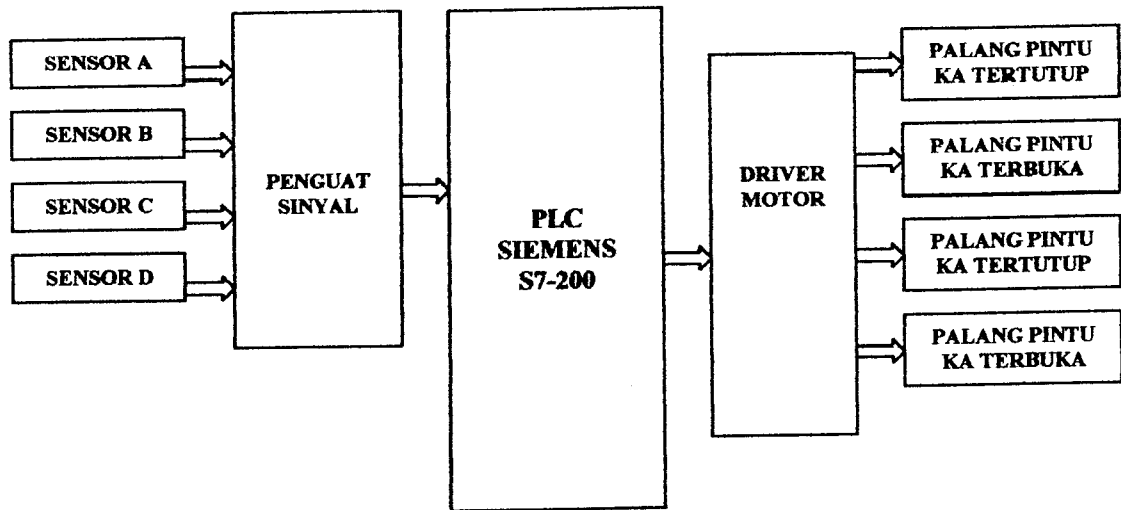 SENSOR A
SENSOR B
SENSOR C
SENSOR D
PENGUAT
SINYAL
PLC
SIEMENS
S7-200
DRIVER
MOTOR
PALANG PINTU
KA TERTUTUP
PALANG PINTU
KA TERBUKA
PALANG PINTU
KA TERTUTUP
PALANG PINTU
KA TERBUKA